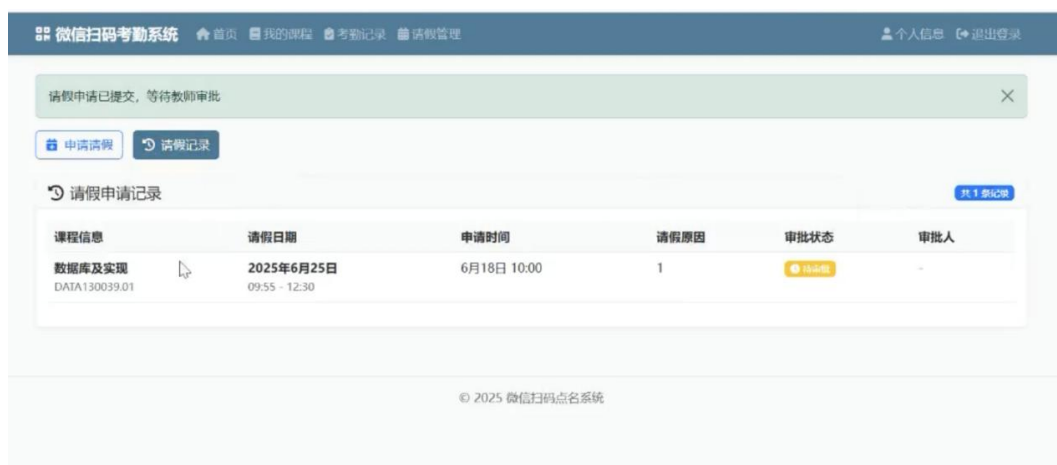 微信扫码考勤系统 首页 我的课程 考勤记录 请假管理 个人信息 退出登录
请假申请已提交，等待教师审批
申请请假 请假记录
请假申请记录 共 1 条记录
课程信息 请假日期 申请时间 请假原因 审批状态 审批人
数据库及实现 2025年6月25日 6月18日 10:00 1 待审批 -
DATA130039.01 09:55 - 12:30
© 2025 微信扫码点名系统